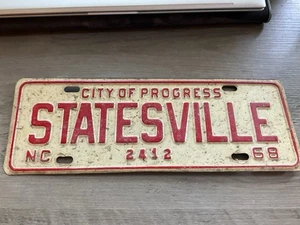 CITY OF PROGRESS
STATESVILLE
NC 2412 68